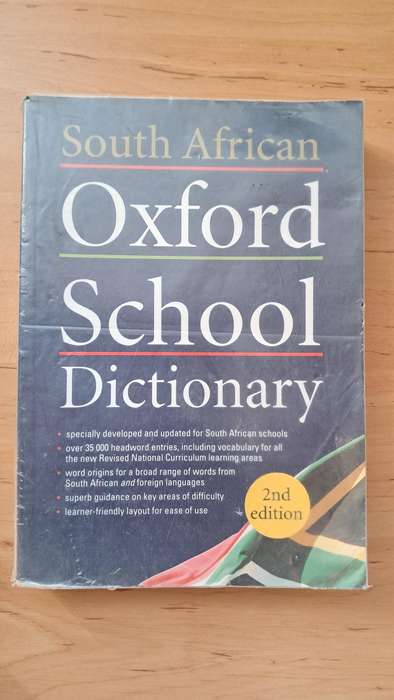 South African
Oxford
School
Dictionary
• specially developed and updated for South African schools
• over 35 000 headword entries, including vocabulary for all
the new Revised National Curriculum learning areas
• word origins for a broad range of words from
South African and foreign languages
• superb guidance on key areas of difficulty
• learner-friendly layout for ease of use
2nd
edition